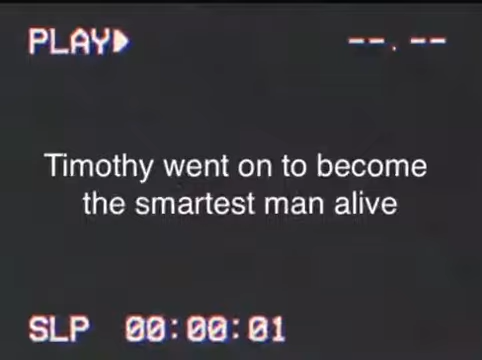 PLAY
--.--
Timothy went on to become
the smartest man alive
SLP 00:00:01